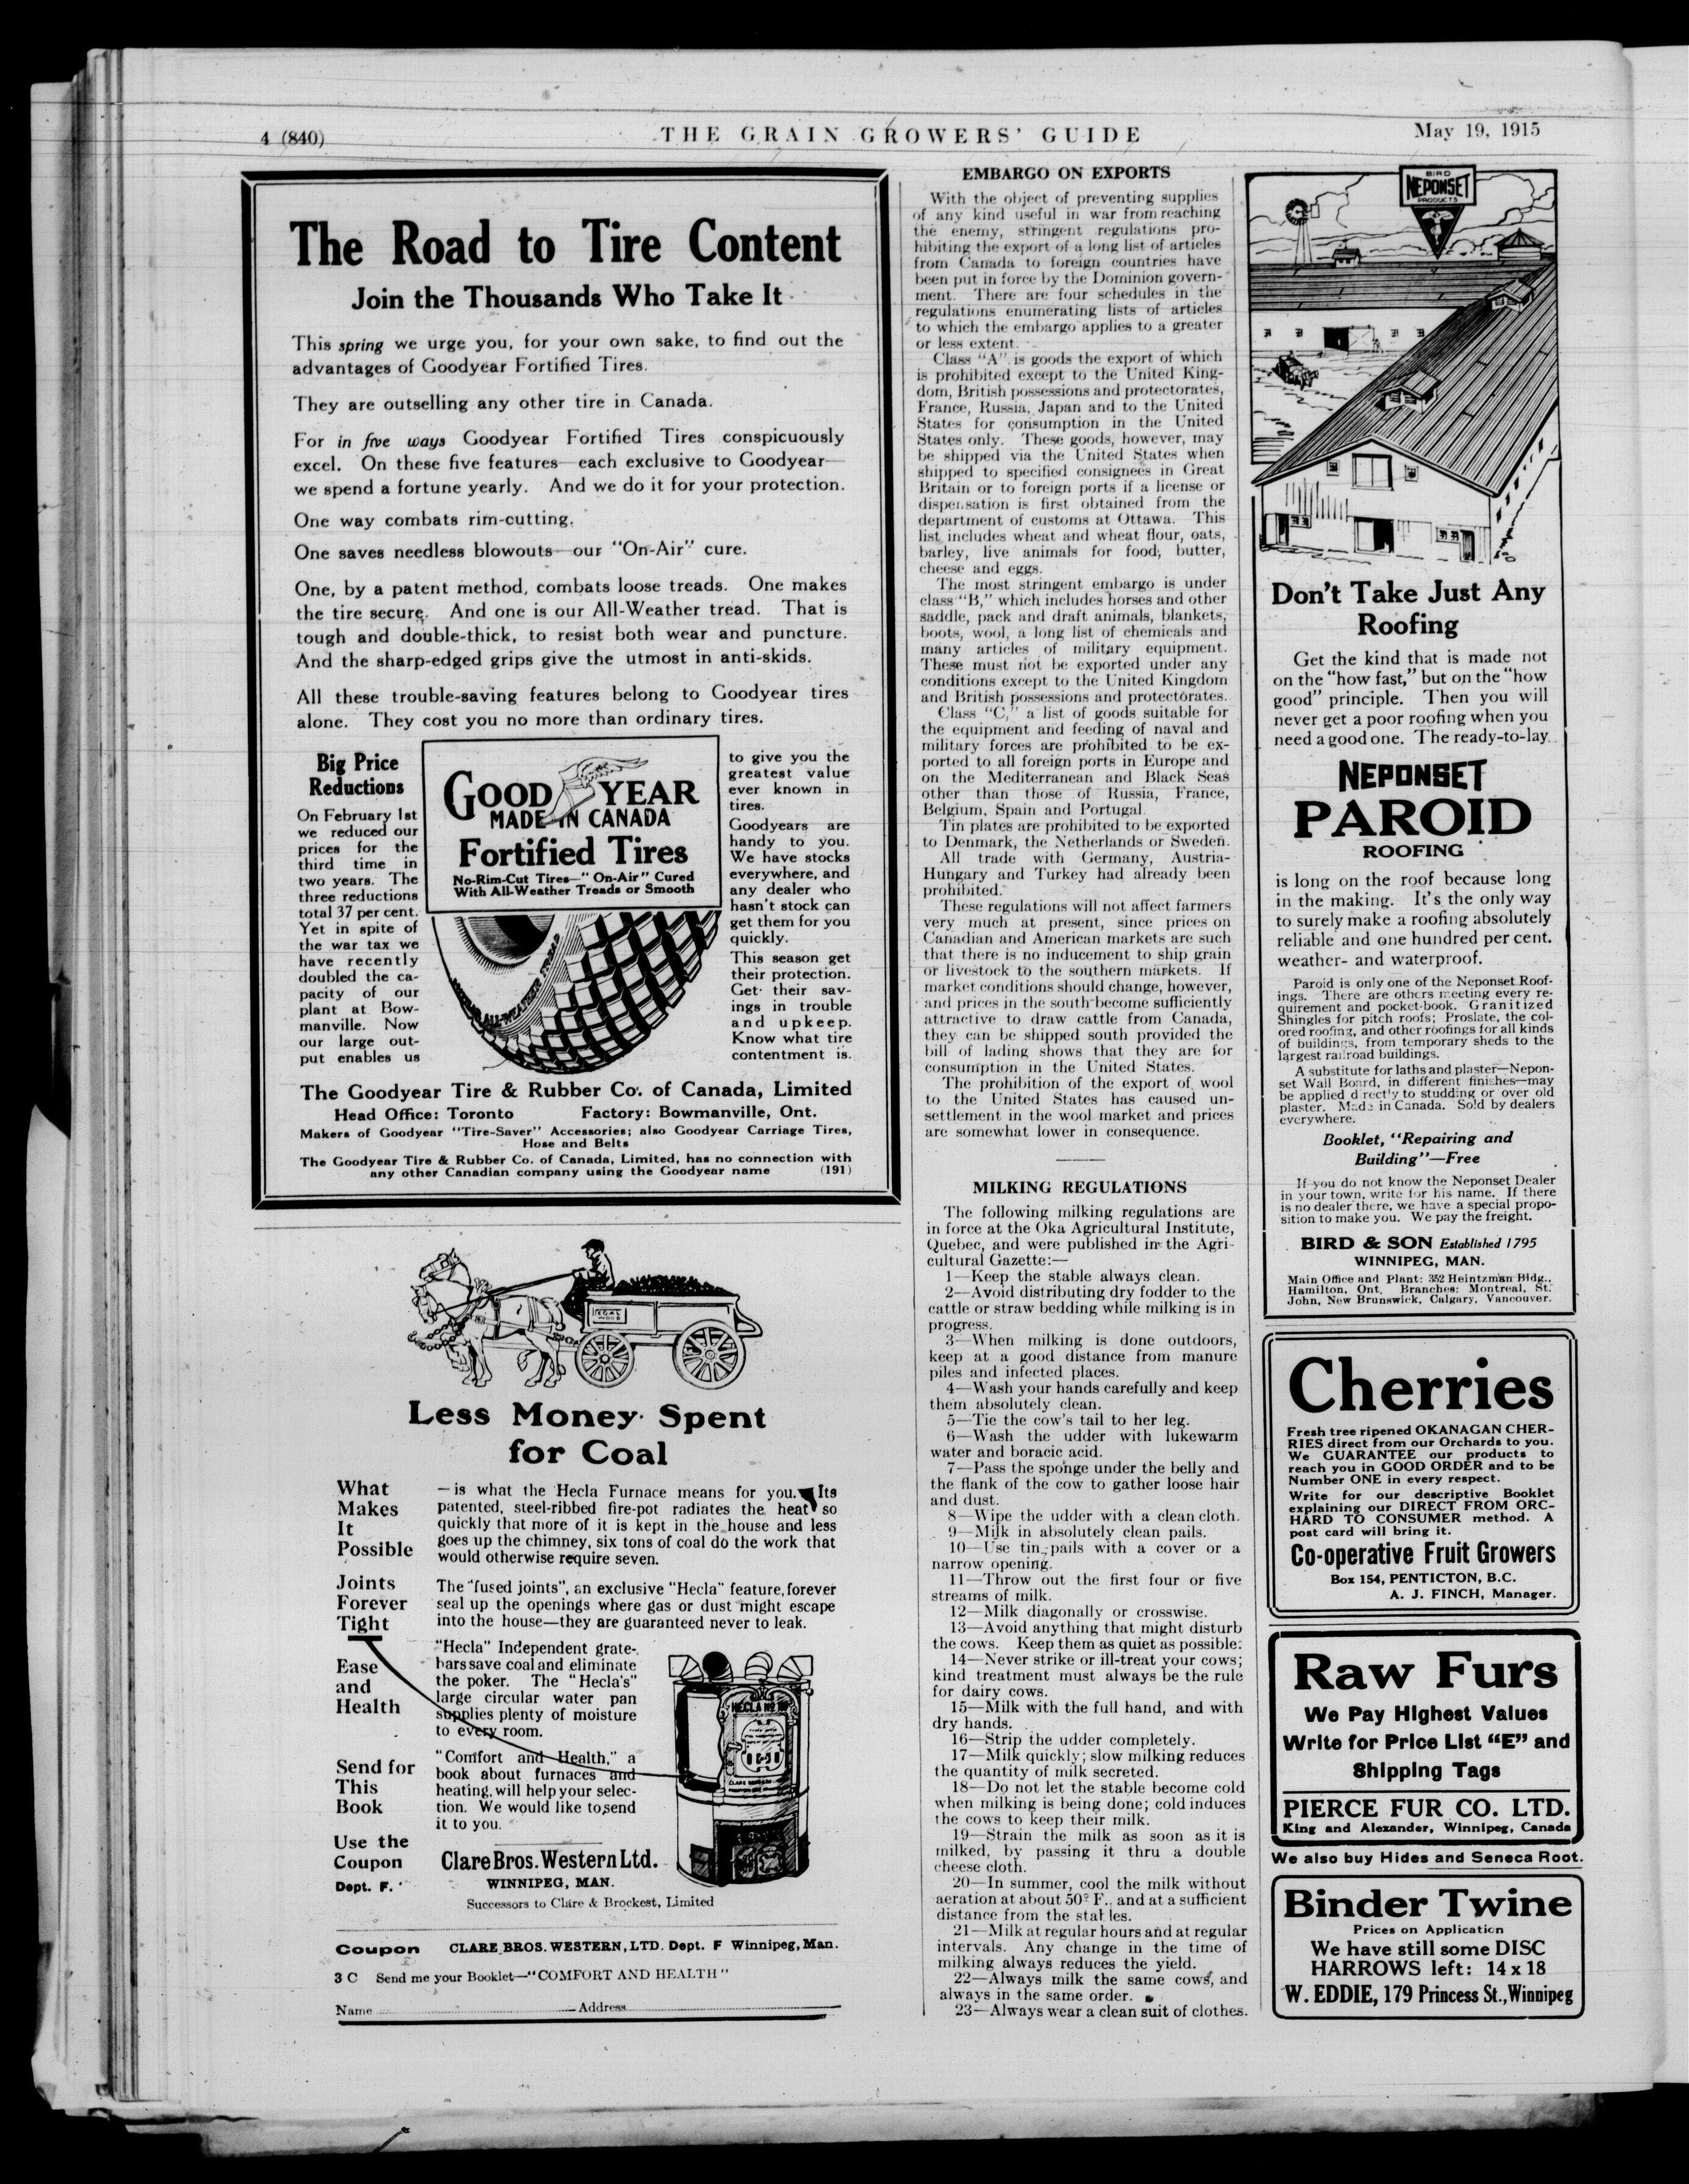 4 (840)
THE GRAIN GROWERS' GUIDE
May 19, 1915
The Road to Tire Content
Join the Thousands Who Take It
This spring we urge you, for your own sake, to find out the
advantages of Goodyear Fortified Tires.
They are outselling any other tire in Canada.
For in five ways Goodyear Fortified Tires conspicuously
excel. On these five features—each exclusive to Goodyear—
we spend a fortune yearly. And we do it for your protection.
One way combats rim-cutting.
One saves needless blowouts—our "On-Air" cure.
One, by a patent method, combats loose treads. One makes
the tire secure. And one is our All-Weather tread. That is
tough and double-thick, to resist both wear and puncture.
And the sharp-edged grips give the utmost in anti-skids.
All these trouble-saving features belong to Goodyear tires
alone. They cost you no more than ordinary tires.
Big Price
Reductions
On February 1st
we reduced our
prices for the
third time in
two years. The
three reductions
total 37 per cent.
Yet in spite of
the war tax we
have recently
doubled the ca-
pacity of our
plant at Bow-
manville. Now
our large out-
put enables us
GOOD YEAR
MADE IN CANADA
Fortified Tires
No-Rim-Cut Tires—"On-Air" Cured
With All-Weather Treads or Smooth
ALL-WEATHER TREAD
to give you the
greatest value
ever known in
tires.
Goodyears are
handy to you.
We have stocks
everywhere, and
any dealer who
hasn't stock can
get them for you
quickly.
This season get
their protection.
Get their sav-
ings in trouble
and upkeep.
Know what tire
contentment is.
The Goodyear Tire & Rubber Co. of Canada, Limited
Head Office: Toronto Factory: Bowmanville, Ont.
Makers of Goodyear "Tire-Saver" Accessories; also Goodyear Carriage Tires,
Hose and Belts
The Goodyear Tire & Rubber Co. of Canada, Limited, has no connection with
any other Canadian company using the Goodyear name (191)
COAL
WOOD
Less Money Spent
for Coal
What
Makes
It
Possible
—is what the Hecla Furnace means for you. Its
patented, steel-ribbed fire-pot radiates the heat so
quickly that more of it is kept in the house and less
goes up the chimney, six tons of coal do the work that
would otherwise require seven.
Joints
Forever
Tight
The "fused joints", an exclusive "Hecla" feature, forever
seal up the openings where gas or dust might escape
into the house—they are guaranteed never to leak.
Ease
and
Health
"Hecla" Independent grate-
bars save coal and eliminate
the poker. The "Hecla's"
large circular water pan
supplies plenty of moisture
to every room.
Send for
This
Book
"Comfort and Health," a
book about furnaces and
heating, will help your selec-
tion. We would like to send
it to you.
HECLA No
Use the
Coupon
Dept. F.
Clare Bros. Western Ltd.
WINNIPEG, MAN.
Successors to Clare & Brockest, Limited
Coupon CLARE BROS. WESTERN, LTD. Dept. F Winnipeg, Man.
3 C Send me your Booklet—"COMFORT AND HEALTH"
Name Address
EMBARGO ON EXPORTS
With the object of preventing supplies
of any kind useful in war from reaching
the enemy, stringent regulations pro-
hibiting the export of a long list of articles
from Canada to foreign countries have
been put in force by the Dominion govern-
ment. There are four schedules in the
regulations enumerating lists of articles
to which the embargo applies to a greater
or less extent.
Class "A" is goods the export of which
is prohibited except to the United King-
dom, British possessions and protectorates,
France, Russia, Japan and to the United
States for consumption in the United
States only. These goods, however, may
be shipped via the United States when
shipped to specified consignees in Great
Britain or to foreign ports if a license or
dispensation is first obtained from the
department of customs at Ottawa. This
list includes wheat and wheat flour, oats,
barley, live animals for food, butter,
cheese and eggs.
The most stringent embargo is under
class "B," which includes horses and other
saddle, pack and draft animals, blankets,
boots, wool, a long list of chemicals and
many articles of military equipment.
These must not be exported under any
conditions except to the United Kingdom
and British possessions and protectorates.
Class "C," a list of goods suitable for
the equipment and feeding of naval and
military forces are prohibited to be ex-
ported to all foreign ports in Europe and
on the Mediterranean and Black Seas
other than those of Russia, France,
Belgium, Spain and Portugal.
Tin plates are prohibited to be exported
to Denmark, the Netherlands or Sweden.
All trade with Germany, Austria-
Hungary and Turkey had already been
prohibited.
These regulations will not affect farmers
very much at present, since prices on
Canadian and American markets are such
that there is no inducement to ship grain
or livestock to the southern markets. If
market conditions should change, however,
and prices in the south become sufficiently
attractive to draw cattle from Canada,
they can be shipped south provided the
bill of lading shows that they are for
consumption in the United States.
The prohibition of the export of wool
to the United States has caused un-
settlement in the wool market and prices
are somewhat lower in consequence.
MILKING REGULATIONS
The following milking regulations are
in force at the Oka Agricultural Institute,
Quebec, and were published in the Agri-
cultural Gazette:—
1—Keep the stable always clean.
2—Avoid distributing dry fodder to the
cattle or straw bedding while milking is in
progress.
3—When milking is done outdoors,
keep at a good distance from manure
piles and infected places.
4—Wash your hands carefully and keep
them absolutely clean.
5—Tie the cow's tail to her leg.
6—Wash the udder with lukewarm
water and boracic acid.
7—Pass the sponge under the belly and
the flank of the cow to gather loose hair
and dust.
8—Wipe the udder with a clean cloth.
9—Milk in absolutely clean pails.
10—Use tin pails with a cover or a
narrow opening.
11—Throw out the first four or five
streams of milk.
12—Milk diagonally or crosswise.
13—Avoid anything that might disturb
the cows. Keep them as quiet as possible.
14—Never strike or ill-treat your cows;
kind treatment must always be the rule
for dairy cows.
15—Milk with the full hand, and with
dry hands.
16—Strip the udder completely.
17—Milk quickly; slow milking reduces
the quantity of milk secreted.
18—Do not let the stable become cold
when milking is being done; cold induces
the cows to keep their milk.
19—Strain the milk as soon as it is
milked, by passing it thru a double
cheese cloth.
20—In summer, cool the milk without
aeration at about 50° F., and at a sufficient
distance from the stables.
21—Milk at regular hours and at regular
intervals. Any change in the time of
milking always reduces the yield.
22—Always milk the same cows, and
always in the same order.
23—Always wear a clean suit of clothes.
BIRD
NEPONSET
PRODUCTS
Don't Take Just Any
Roofing
Get the kind that is made not
on the "how fast," but on the "how
good" principle. Then you will
never get a poor roofing when you
need a good one. The ready-to-lay
NEPONSET
PAROID
ROOFING
is long on the roof because long
in the making. It's the only way
to surely make a roofing absolutely
reliable and one hundred per cent.
weather- and waterproof.
Paroid is only one of the Neponset Roof-
ings. There are others meeting every re-
quirement and pocket-book. Granitized
Shingles for pitch roofs; Proslate, the col-
ored roofing, and other roofings for all kinds
of buildings, from temporary sheds to the
largest railroad buildings.
A substitute for laths and plaster—Nepon-
set Wall Board, in different finishes—may
be applied directly to studding or over old
plaster. Made in Canada. Sold by dealers
everywhere.
Booklet, "Repairing and
Building"—Free
If you do not know the Neponset Dealer
in your town, write for his name. If there
is no dealer there, we have a special propo-
sition to make you. We pay the freight.
BIRD & SON Established 1795
WINNIPEG, MAN.
Main Office and Plant: 352 Heintzman Bldg.,
Hamilton, Ont. Branches: Montreal, St.
John, New Brunswick, Calgary, Vancouver.
Cherries
Fresh tree ripened OKANAGAN CHER-
RIES direct from our Orchards to you.
We GUARANTEE our products to
reach you in GOOD ORDER and to be
Number ONE in every respect.
Write for our descriptive Booklet
explaining our DIRECT FROM ORC-
HARD TO CONSUMER method. A
post card will bring it.
Co-operative Fruit Growers
Box 154, PENTICTON, B.C.
A. J. FINCH, Manager.
Raw Furs
We Pay Highest Values
Write for Price List "E" and
Shipping Tags
PIERCE FUR CO. LTD.
King and Alexander, Winnipeg, Canada
We also buy Hides and Seneca Root.
Binder Twine
Prices on Application
We have still some DISC
HARROWS left: 14 x 18
W. EDDIE, 179 Princess St., Winnipeg